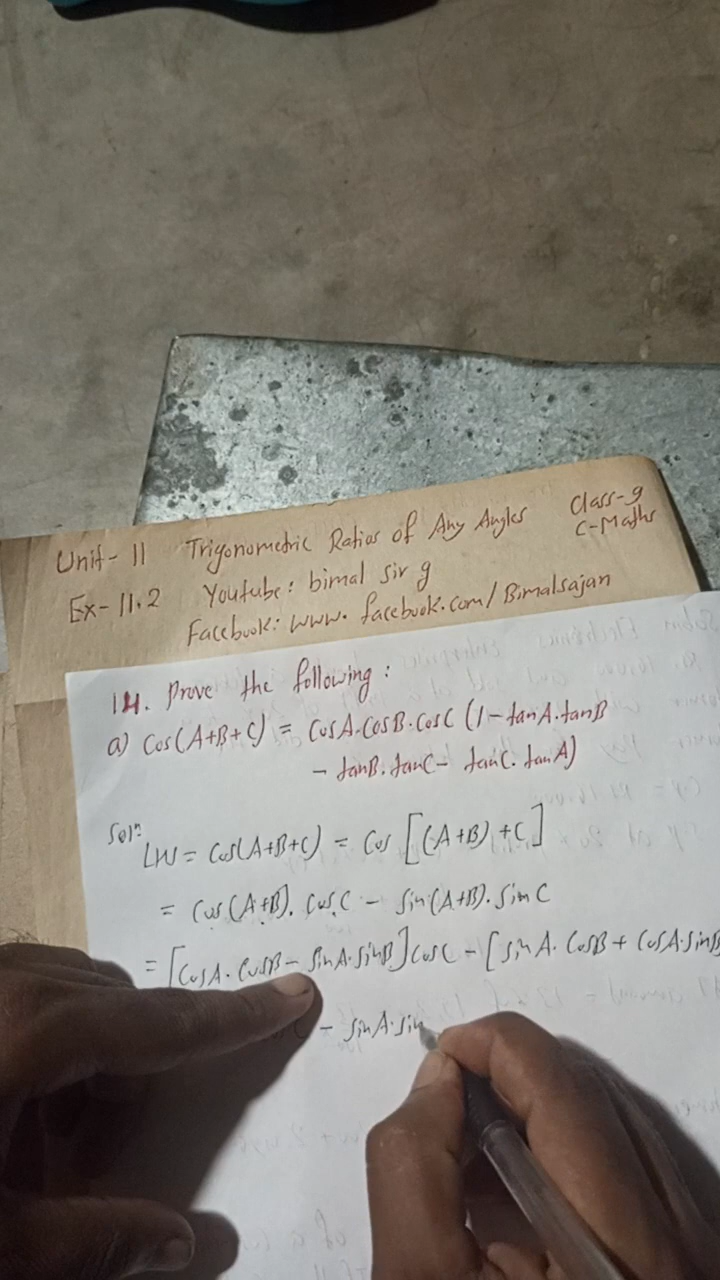 Unit- 11 Trigonometric Ratios of Any Angles
Class-9
C-Maths
Ex- 11.2 Youtube: bimal sir g
Facebook: www. facebook.com/Bimalsajan
14. Prove the following:
a) Cos(A+B+C) = CosA.CosB.CosC (1-tanA.tanB
- tanB.tanC- tanC.tanA)
Solⁿ
LHS = Cos(A+B+C) = Cos [(A+B) +C]
= Cos(A+B). Cos.C - Sin(A+B).SinC
= [CosA. CosB- SinA.SinB]CosC -[SinA. CosB+ CosA.SinB
- SinA.Sin